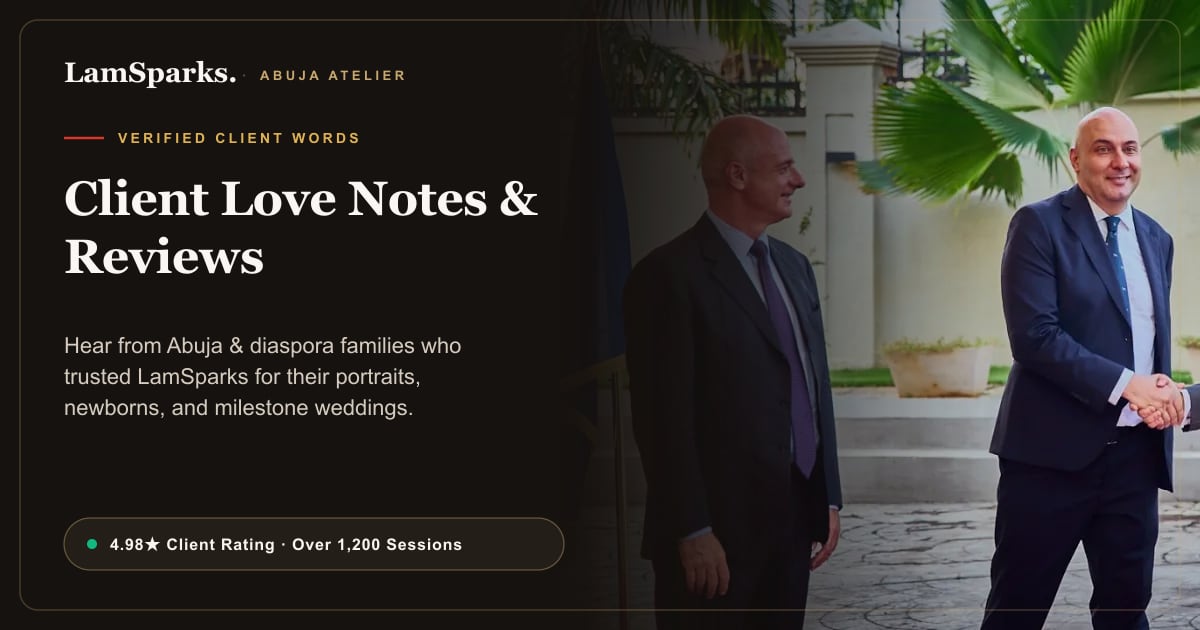 LamSparks. · ABUJA ATELIER
VERIFIED CLIENT WORDS
Client Love Notes &
Reviews
Hear from Abuja & diaspora families who
trusted LamSparks for their portraits,
newborns, and milestone weddings.
4.98★ Client Rating · Over 1,200 Sessions